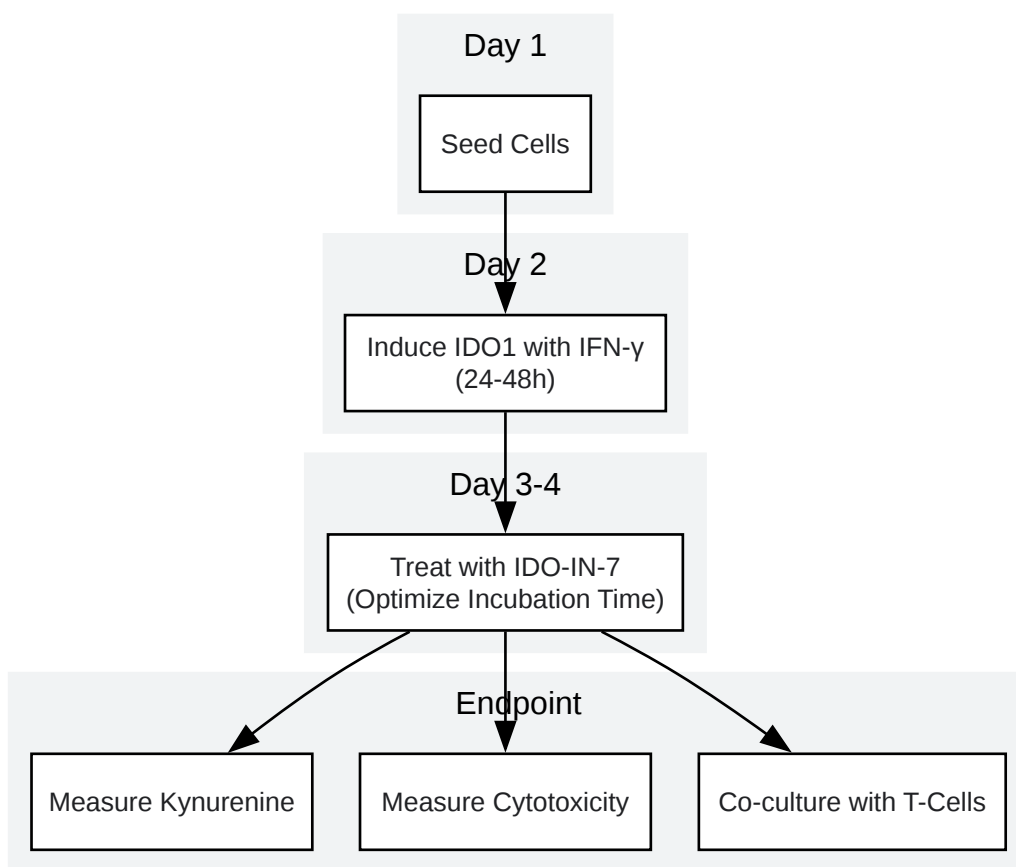 Day 1
Seed Cells
Day 2
Induce IDO1 with IFN-γ
(24-48h)
Day 3-4
Treat with IDO-IN-7
(Optimize Incubation Time)
Endpoint
Measure Kynurenine
Measure Cytotoxicity
Co-culture with T-Cells